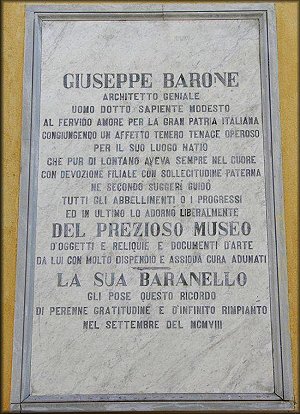 GIUSEPPE BARONE
ARCHITETTO GENIALE
UOMO DOTTO SAPIENTE MODESTO
AL FERVIDO AMORE PER LA GRAN PATRIA ITALIANA
CONGIUNGENDO UN AFFETTO TENERO TENACE OPEROSO
PER IL SUO LUOGO NATIO
CHE PUR DI LONTANO AVEVA SEMPRE NEL CUORE
CON DEVOZIONE FILIALE CON SOLLECITUDINE PATERNA
NE SECONDO SUGGERI GUIDÒ
TUTTI GLI ABBELLIMENTI O I PROGRESSI
ED IN ULTIMO LO ADORNO LIBERALMENTE
DEL PREZIOSO MUSEO
D'OGGETTI E RELIQUIE E DOCUMENTI D'ARTE
DA LUI CON MOLTO DISPENDIO E ASSIDUA CURA ADUNATI
LA SUA BARANELLO
GLI POSE QUESTO RICORDO
DI PERENNE GRATITUDINE E D'INFINITO RIMPIANTO
NEL SETTEMBRE DEL MCMVIII